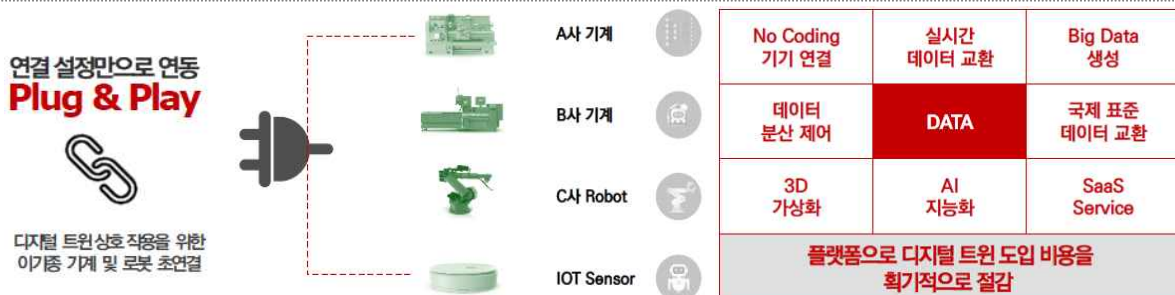 연결 설정만으로 연동
Plug & Play
디지털 트윈 상호 작용을 위한
이기종 기계 및 로봇 초연결
A사 기계
B사 기계
C사 Robot
IOT Sensor
No Coding
기기 연결
실시간
데이터 교환
Big Data
생성
데이터
분산 제어
DATA
국제 표준
데이터 교환
3D
가상화
AI
지능화
SaaS
Service
플랫폼으로 디지털 트윈 도입 비용을
획기적으로 절감